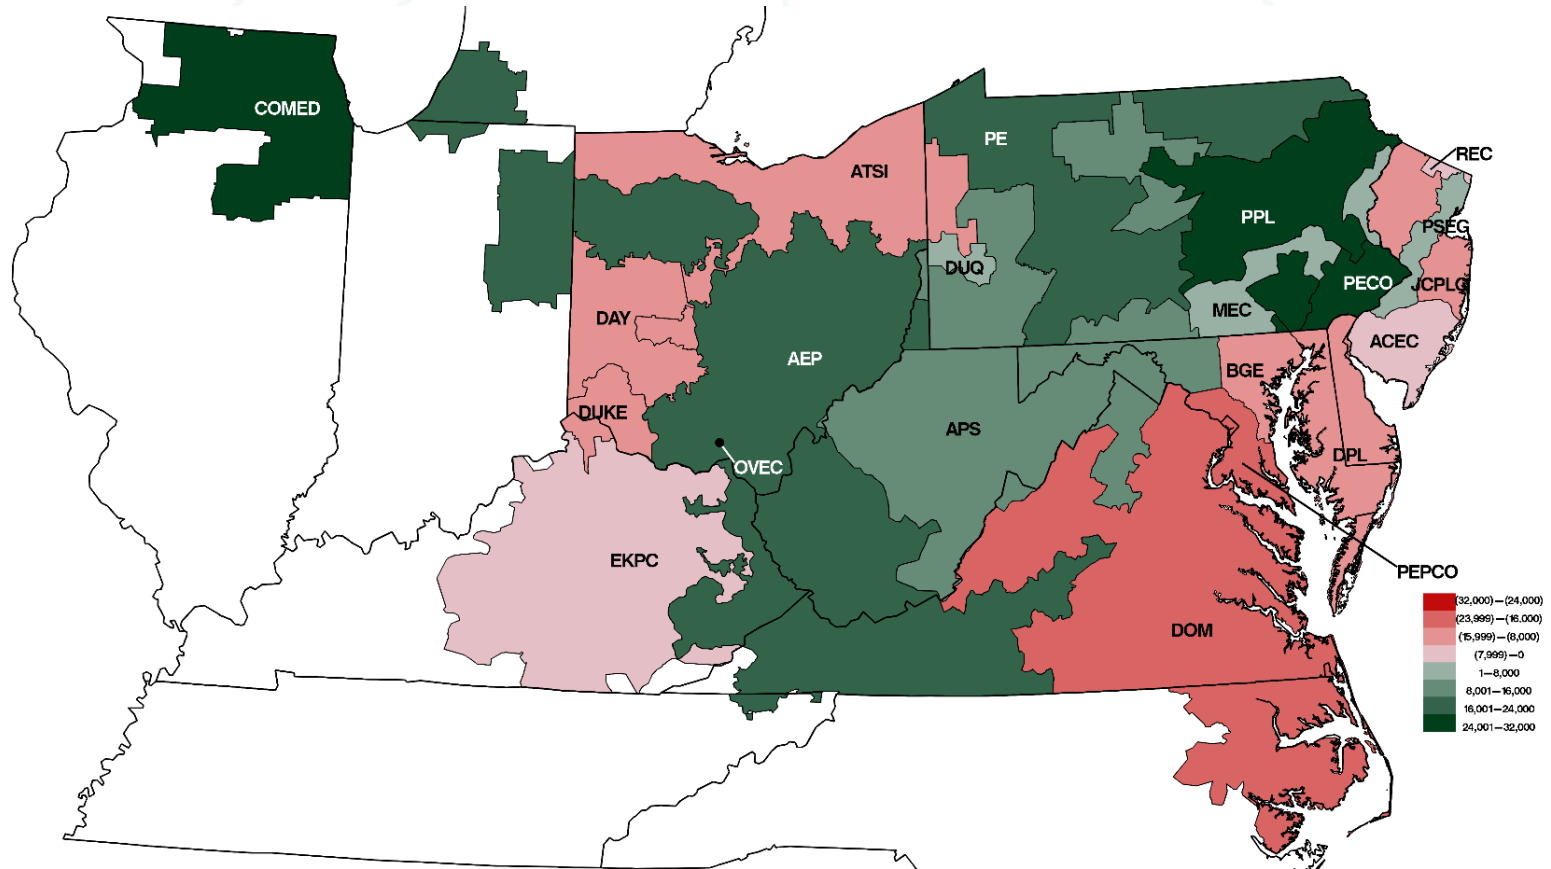 COMED
PE
REC
ATSI
PPL
PSEG
DUQ
PECO
JCPLC
MEC
DAY
ACEC
AEP
BGE
DUKE
APS
DPL
OVEC
EKPC
PEPCO
DOM
(32,000)—(24,000)
(23,999)—(16,000)
(15,999)—(8,000)
(7,999)—0
1—8,000
8,001—16,000
16,001—24,000
24,001—32,000